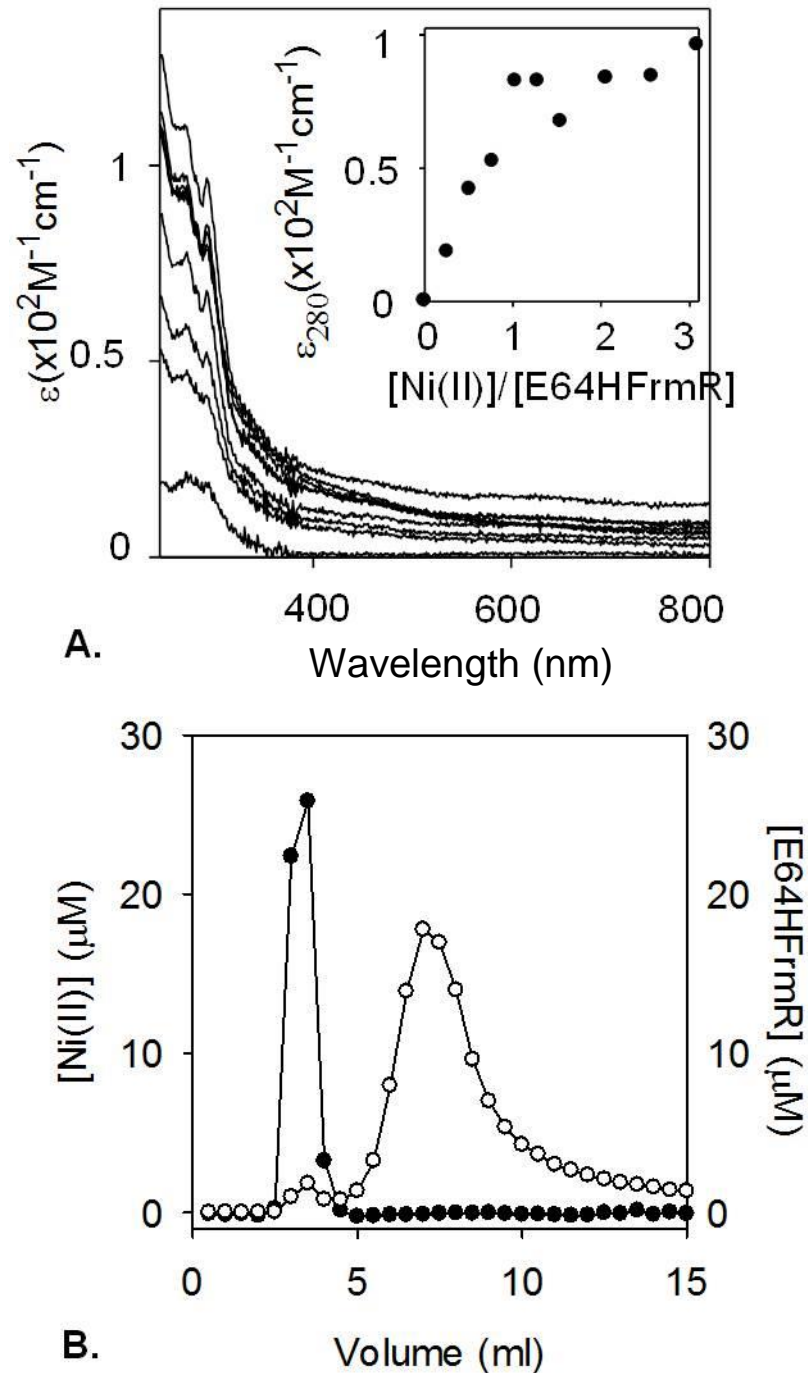 ε(x10²M⁻¹cm⁻¹)
1
0.5
0
ε₂₈₀(x10²M⁻¹cm⁻¹)
1
0.5
0
0 1 2 3
[Ni(II)]/[E64HFrmR]
400 600 800
A.
Wavelength (nm)
[Ni(II)] (μM)
30 30
20 20
10 10
0 0
[E64HFrmR] (μM)
0 5 10 15
B.
Volume (ml)